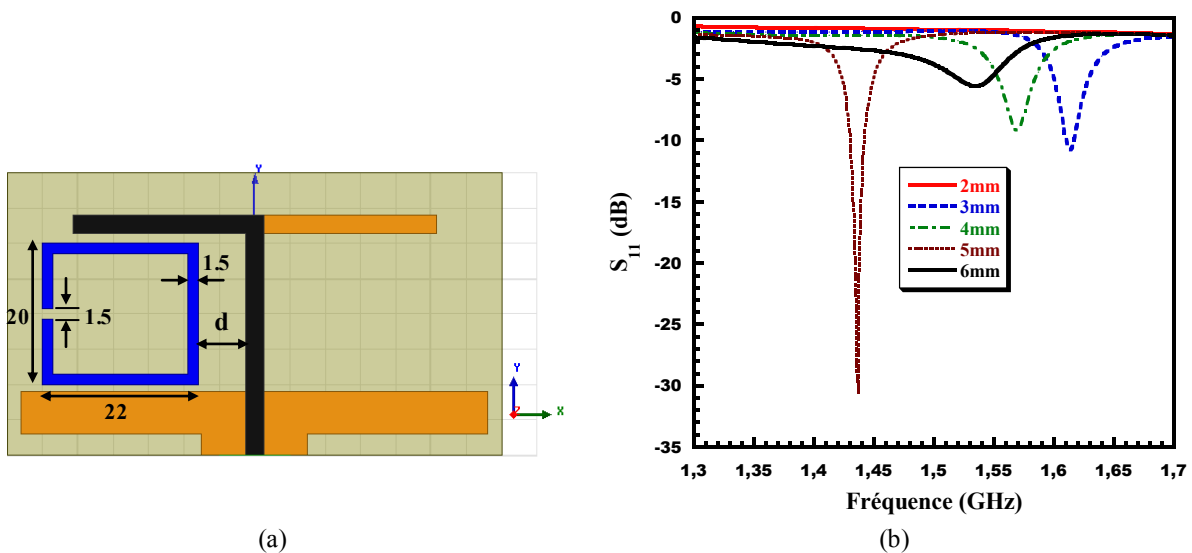 Y
1.5
20
1.5
d
22
Y
Z
X
(a)
0
-5
-10
-15
-20
-25
-30
-35
S11 (dB)
2mm
3mm
4mm
5mm
6mm
1,3 1,35 1,4 1,45 1,5 1,55 1,6 1,65 1,7
Fréquence (GHz)
(b)